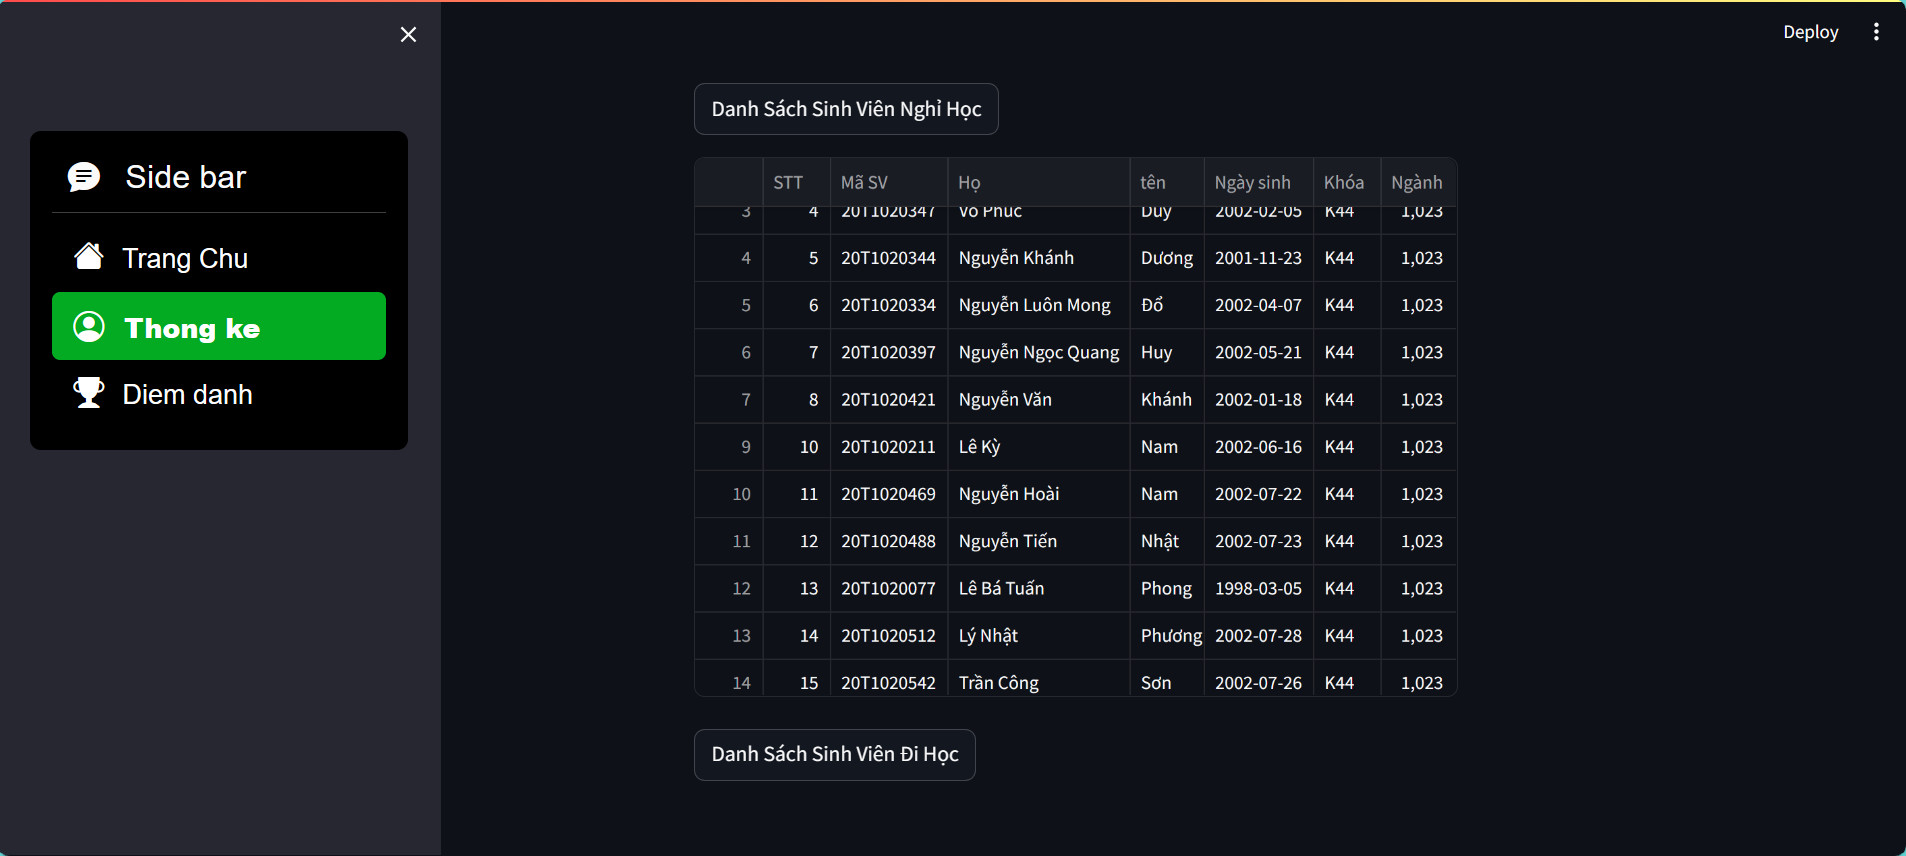 Deploy
Side bar
Trang Chu
Thong ke
Diem danh
Danh Sách Sinh Viên Nghỉ Học
STT Mã SV Họ tên Ngày sinh Khóa Ngành
3 4 20T1020347 Võ Phúc Duy 2002-02-05 K44 1,023
4 5 20T1020344 Nguyễn Khánh Dương 2001-11-23 K44 1,023
5 6 20T1020334 Nguyễn Luôn Mong Đổ 2002-04-07 K44 1,023
6 7 20T1020397 Nguyễn Ngọc Quang Huy 2002-05-21 K44 1,023
7 8 20T1020421 Nguyễn Văn Khánh 2002-01-18 K44 1,023
9 10 20T1020211 Lê Kỳ Nam 2002-06-16 K44 1,023
10 11 20T1020469 Nguyễn Hoài Nam 2002-07-22 K44 1,023
11 12 20T1020488 Nguyễn Tiến Nhật 2002-07-23 K44 1,023
12 13 20T1020077 Lê Bá Tuấn Phong 1998-03-05 K44 1,023
13 14 20T1020512 Lý Nhật Phương 2002-07-28 K44 1,023
14 15 20T1020542 Trần Công Sơn 2002-07-26 K44 1,023
Danh Sách Sinh Viên Đi Học